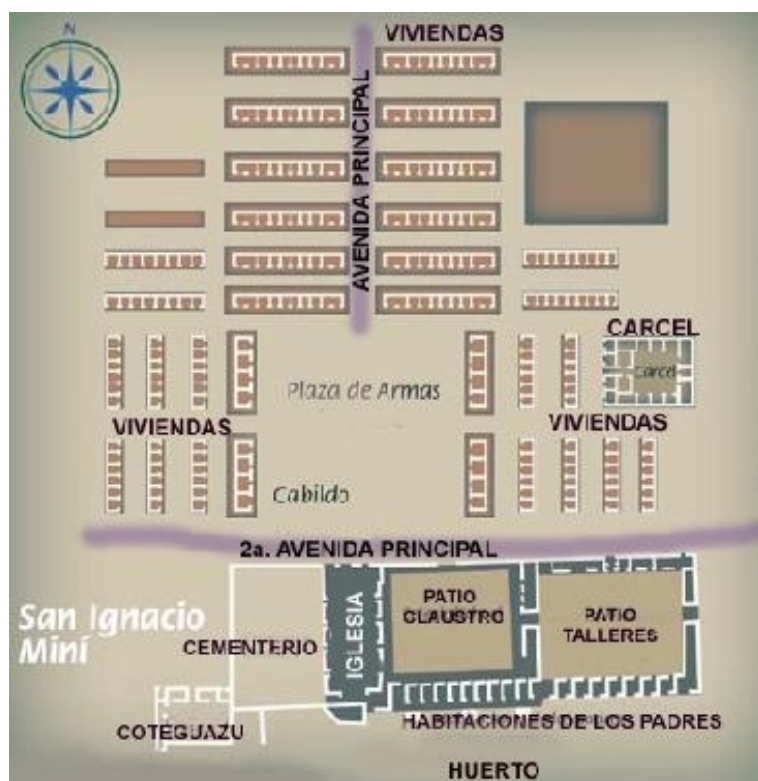 N
VIVIENDAS
AVENIDA PRINCIPAL
CARCEL
Carcel
Plaza de Armas
VIVIENDAS
VIVIENDAS
Cabildo
2a. AVENIDA PRINCIPAL
San Ignacio
Miní
CEMENTERIO
IGLESIA
PATIO
CLAUSTRO
PATIO
TALLERES
COTEGUAZU
HABITACIONES DE LOS PADRES
HUERTO